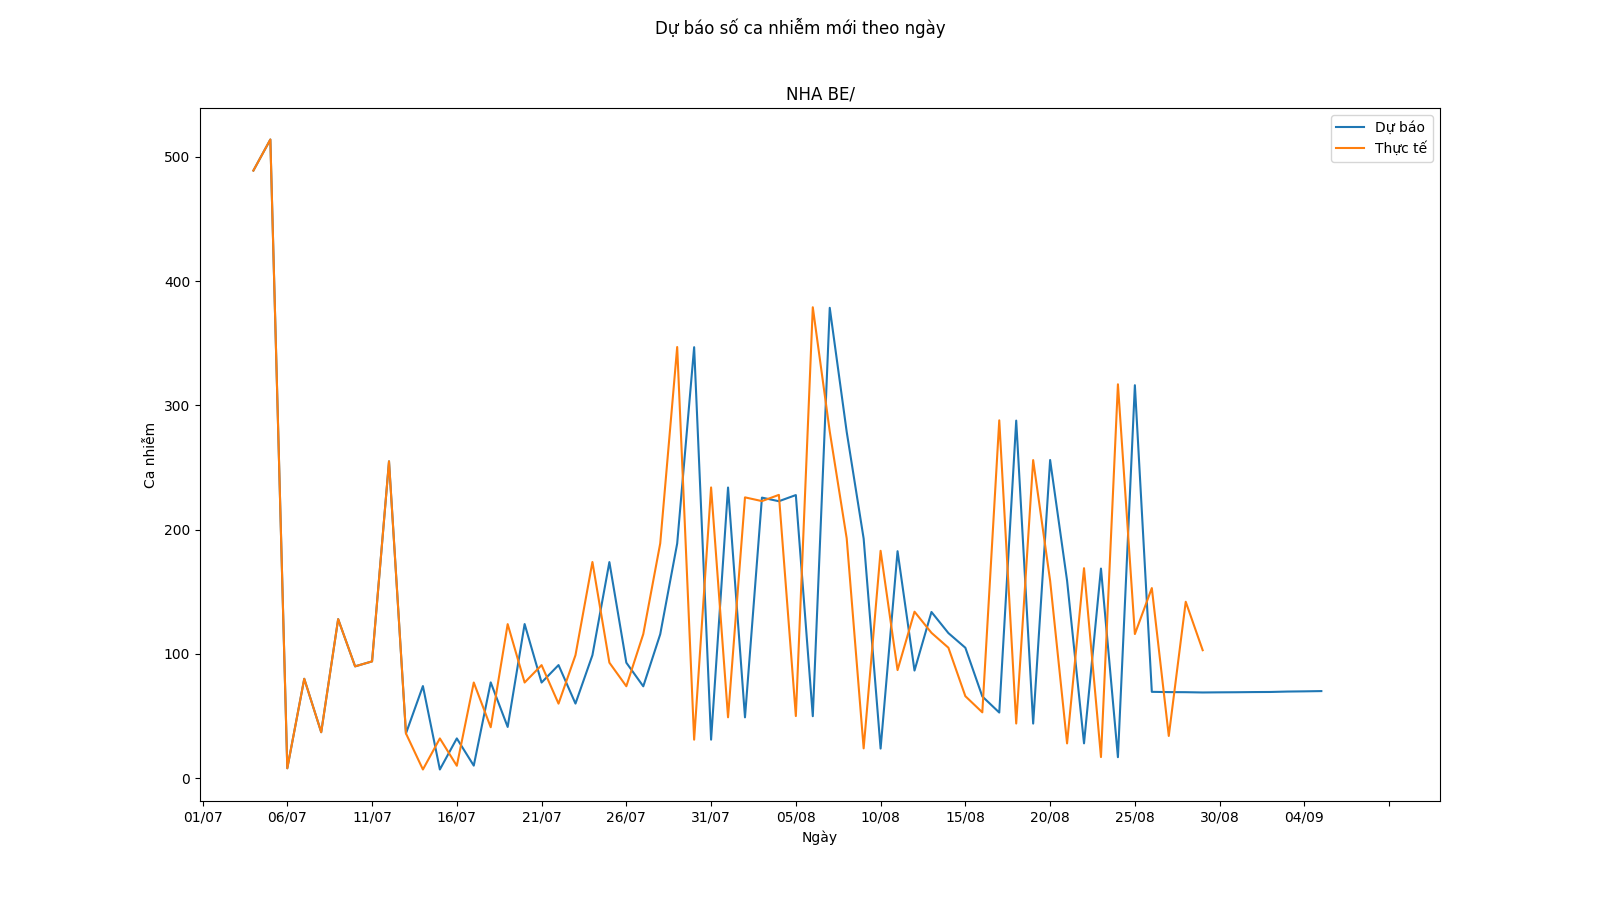 Dự báo số ca nhiễm mới theo ngày
NHA BE/
Dự báo
Thực tế
500
400
300
200
100
0
Ca nhiễm
01/07 06/07 11/07 16/07 21/07 26/07 31/07 05/08 10/08 15/08 20/08 25/08 30/08 04/09
Ngày